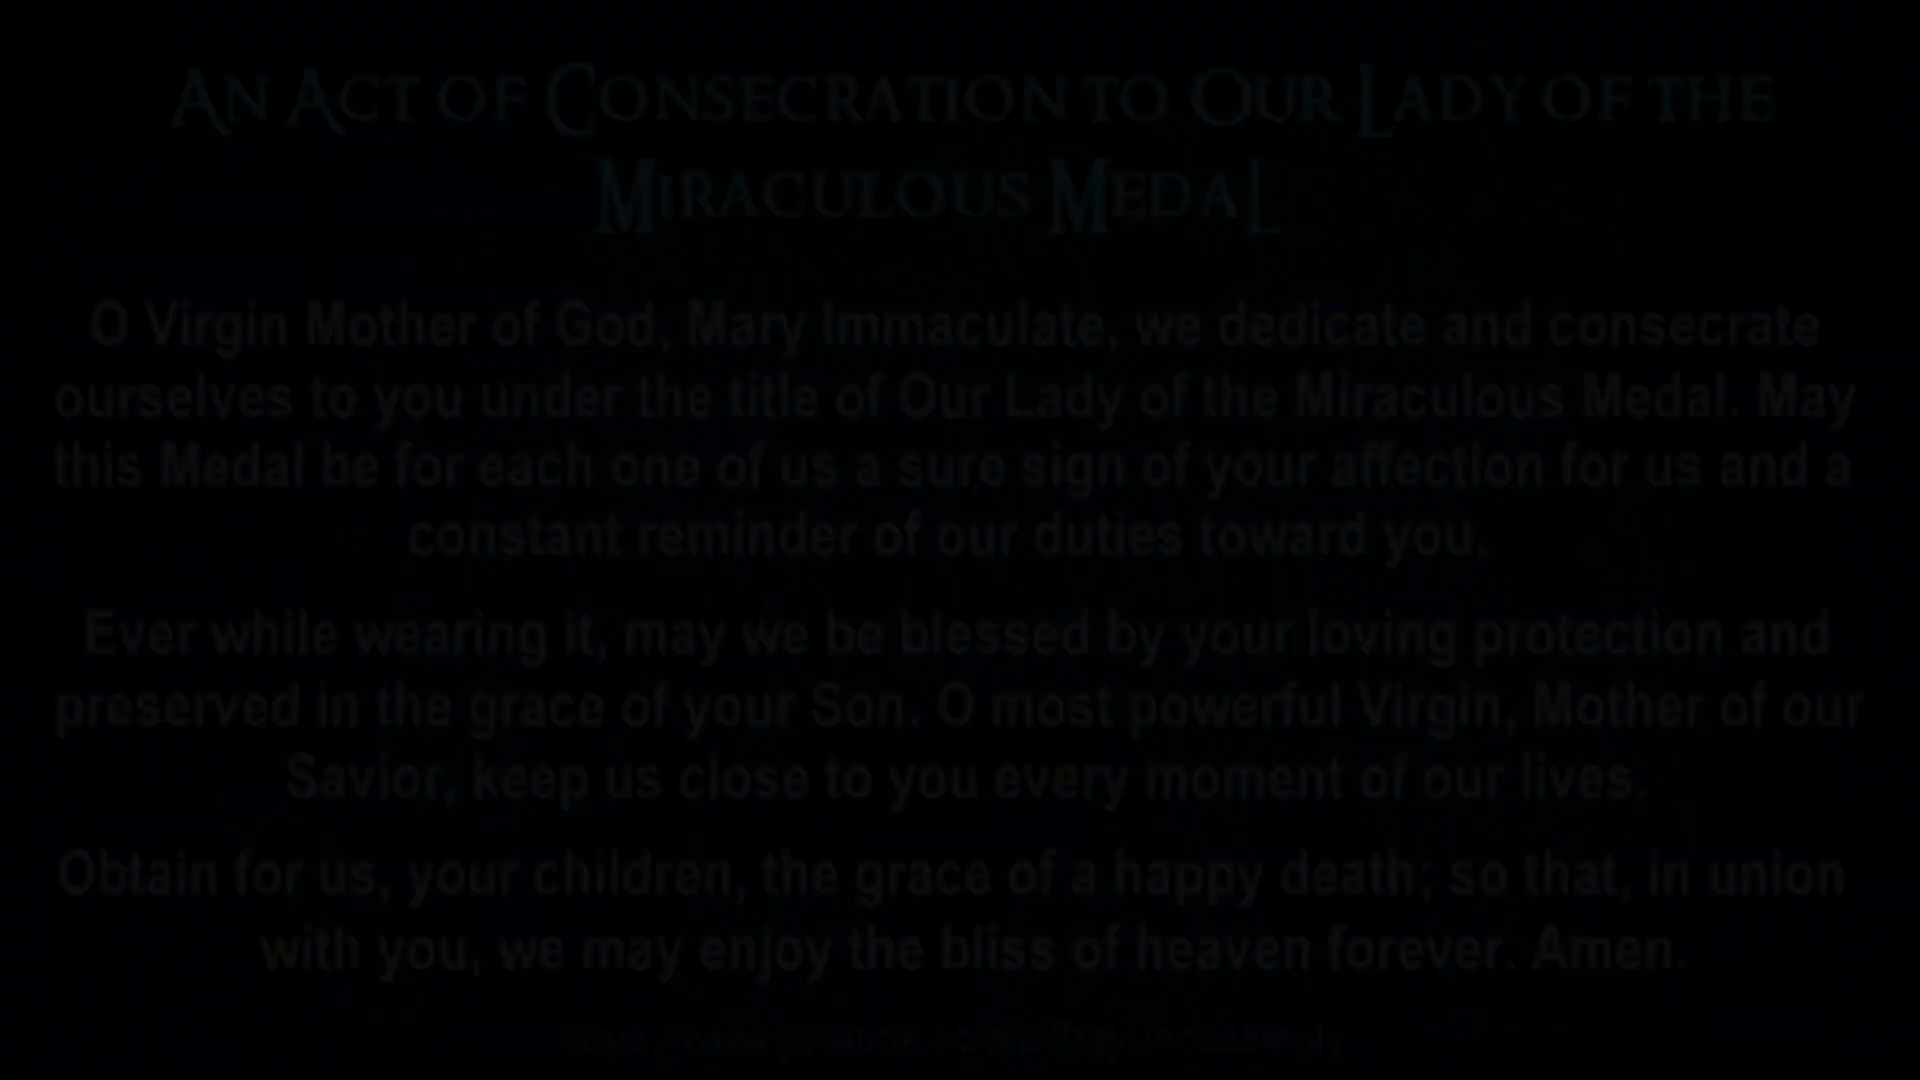 An Act of Consecration to Our Lady of the
Miraculous Medal
O Virgin Mother of God, Mary Immaculate, we dedicate and consecrate
ourselves to you under the title of Our Lady of the Miraculous Medal. May
this Medal be for each one of us a sure sign of your affection for us and a
constant reminder of our duties toward you.
Ever while wearing it, may we be blessed by your loving protection and
preserved in the grace of your Son. O most powerful Virgin, Mother of our
Savior, keep us close to you every moment of our lives.
Obtain for us, your children, the grace of a happy death; so that, in union
with you, we may enjoy the bliss of heaven forever. Amen.